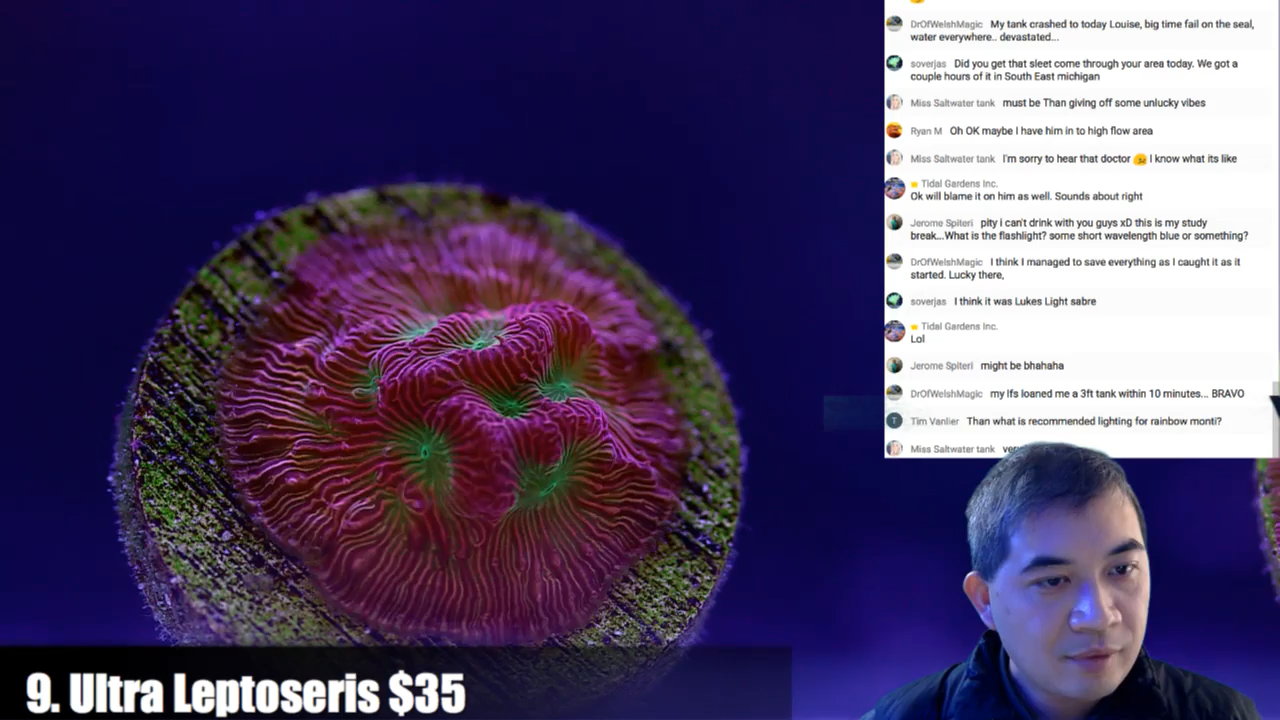 DrOfWelshMagic My tank crashed to today Louise, big time fail on the seal,
water everywhere.. devastated...
soverjas Did you get that sleet come through your area today. We got a
couple hours of it in South East michigan
Miss Saltwater tank must be Than giving off some unlucky vibes
Ryan M Oh OK maybe I have him in to high flow area
Miss Saltwater tank I'm sorry to hear that doctor I know what its like
Tidal Gardens Inc.
Ok will blame it on him as well. Sounds about right
Jerome Spiteri pity i can't drink with you guys xD this is my study
break...What is the flashlight? some short wavelength blue or something?
DrOfWelshMagic I think I managed to save everything as I caught it as it
started. Lucky there,
soverjas I think it was Lukes Light sabre
Tidal Gardens Inc.
Lol
Jerome Spiteri might be bhahaha
DrOfWelshMagic my lfs loaned me a 3ft tank within 10 minutes... BRAVO
T Tim Vanlier Than what is recommended lighting for rainbow monti?
Miss Saltwater tank
9. Ultra Leptoseris $35